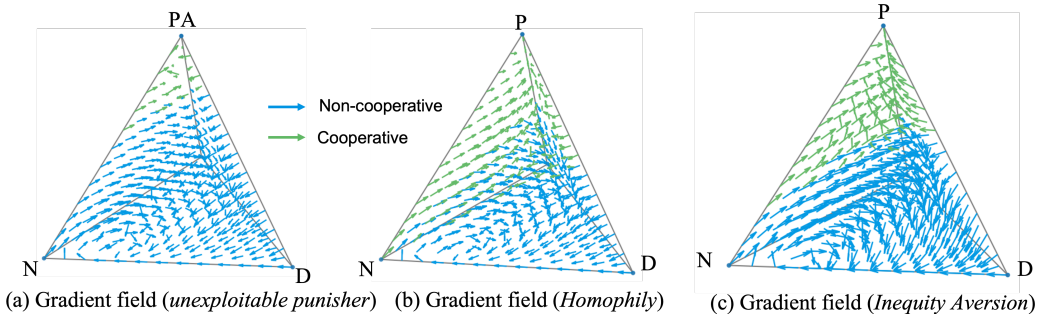 PA
P
P
Non-cooperative
Cooperative
N
D
N
D
N
D
(a) Gradient field (unexploitable punisher)
(b) Gradient field (Homophily)
(c) Gradient field (Inequity Aversion)